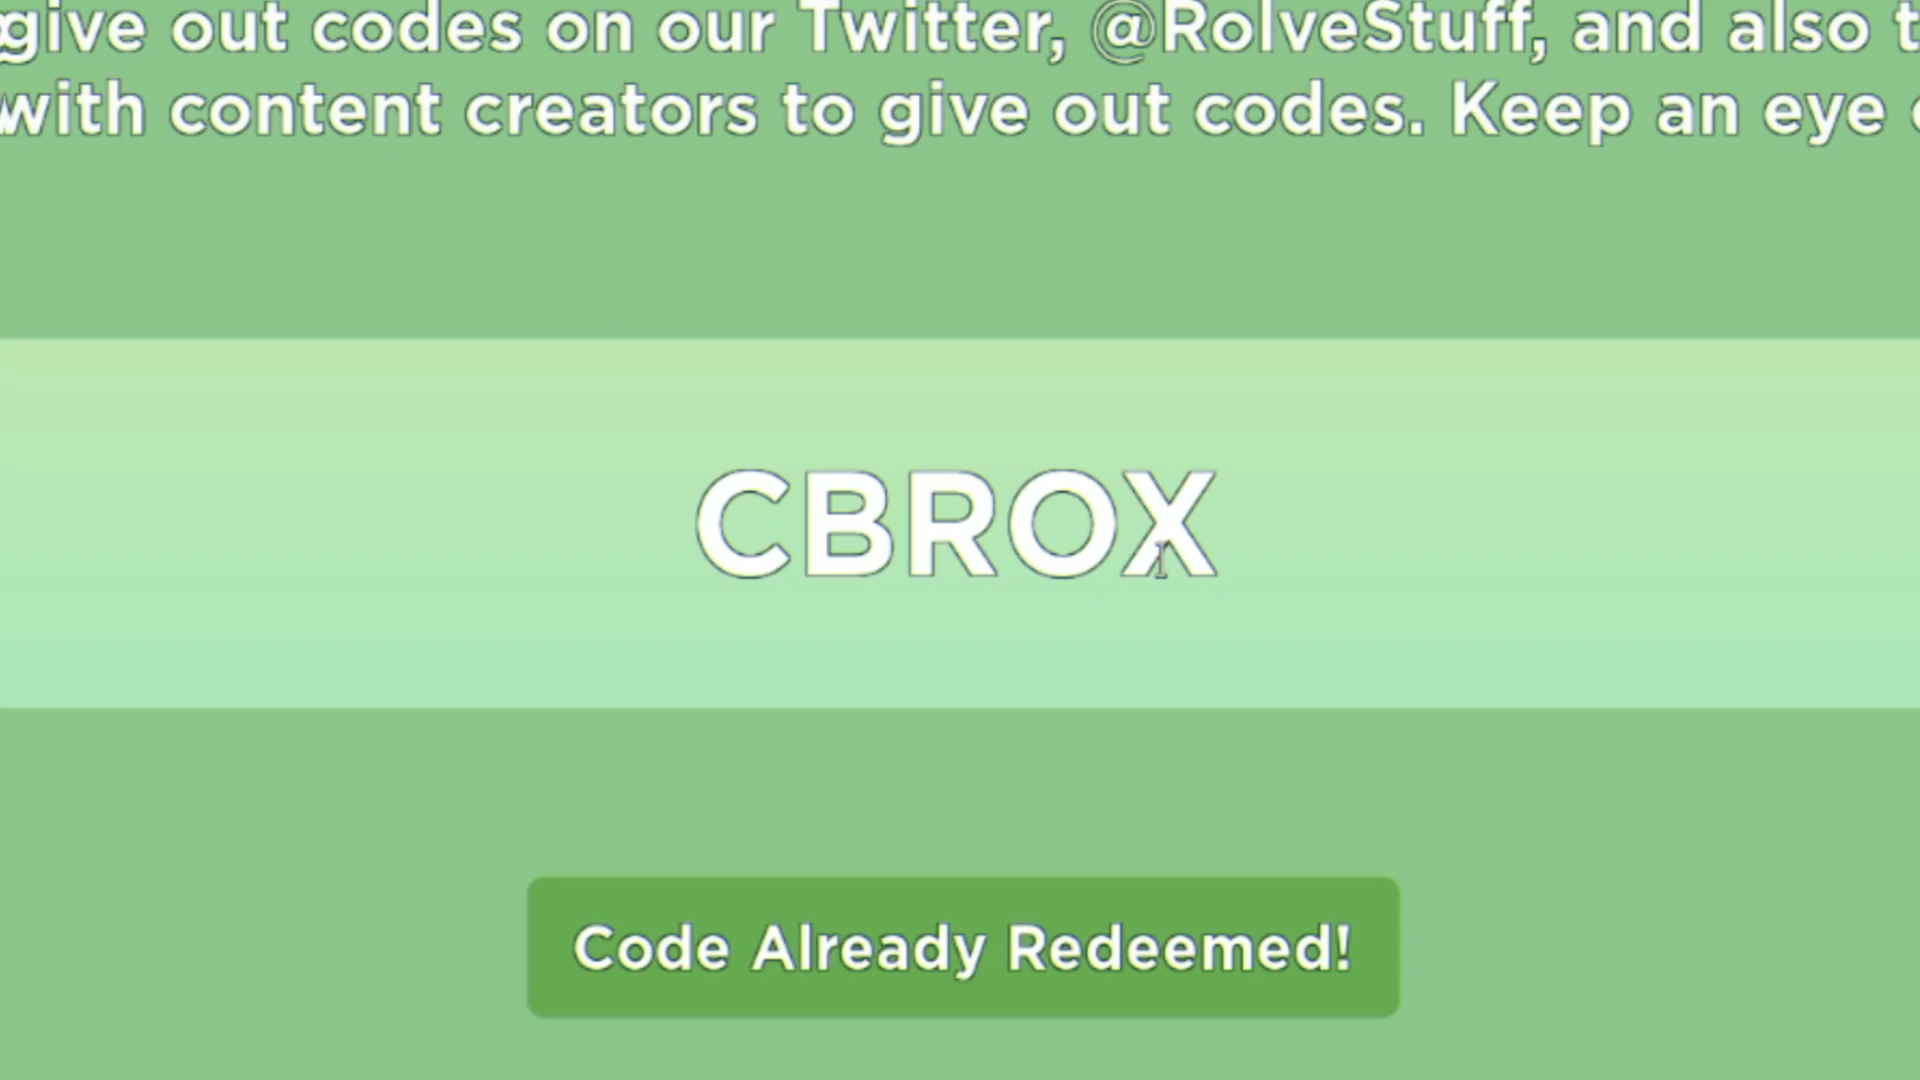 give out codes on our Twitter, @RolveStuff, and also
with content creators to give out codes. Keep an eye
CBROX
Code Already Redeemed!